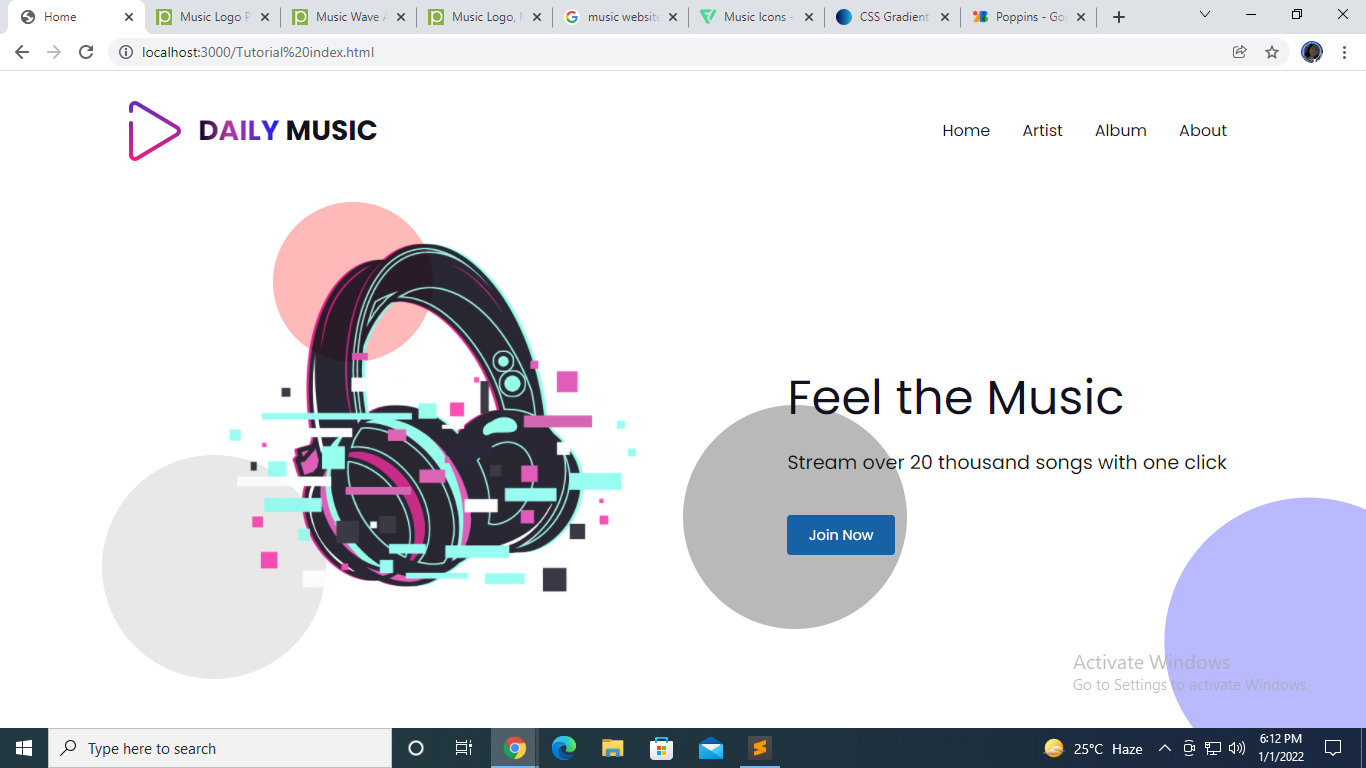 Home
Music Logo P
Music Wave A
Music Logo, M
music website
Music Icons -
CSS Gradient
Poppins - Goo
localhost:3000/Tutorial%20index.html
DAILY MUSIC
Home Artist Album About
Feel the Music
Stream over 20 thousand songs with one click
Join Now
Activate Windows
Go to Settings to activate Windows.
Type here to search
25°C Haze
6:12 PM
1/1/2022